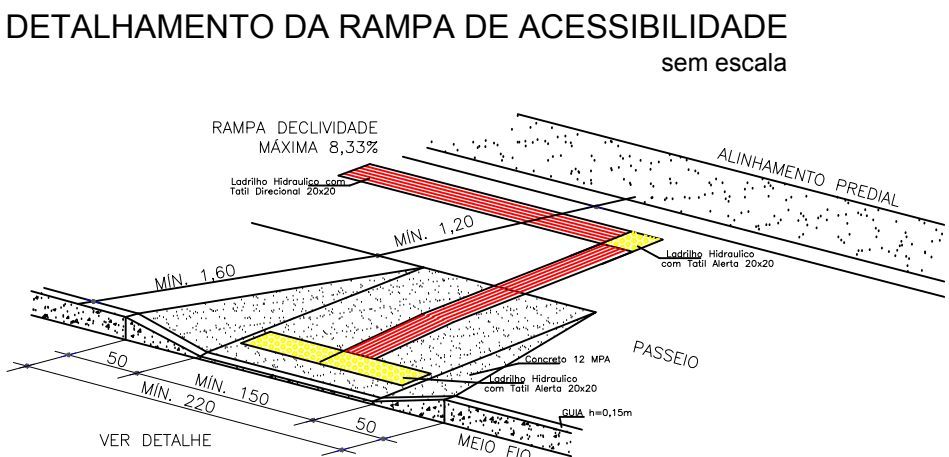 DETALHAMENTO DA RAMPA DE ACESSIBILIDADE
sem escala
RAMPA DECLIVIDADE
MÁXIMA 8,33%
ALINHAMENTO PREDIAL
Ladrilho Hidraulico com
Tatil Direcional 20x20
MÍN. 1,20
Ladrilho Hidraulico
com Tatil Alerta 20x20
MÍN. 1,60
PASSEIO
Concreto 12 MPA
Ladrilho Hidraulico
com Tatil Alerta 20x20
50
MÍN. 150
MÍN. 220
50
GUIA h=0,15m
VER DETALHE
MEIO FIO